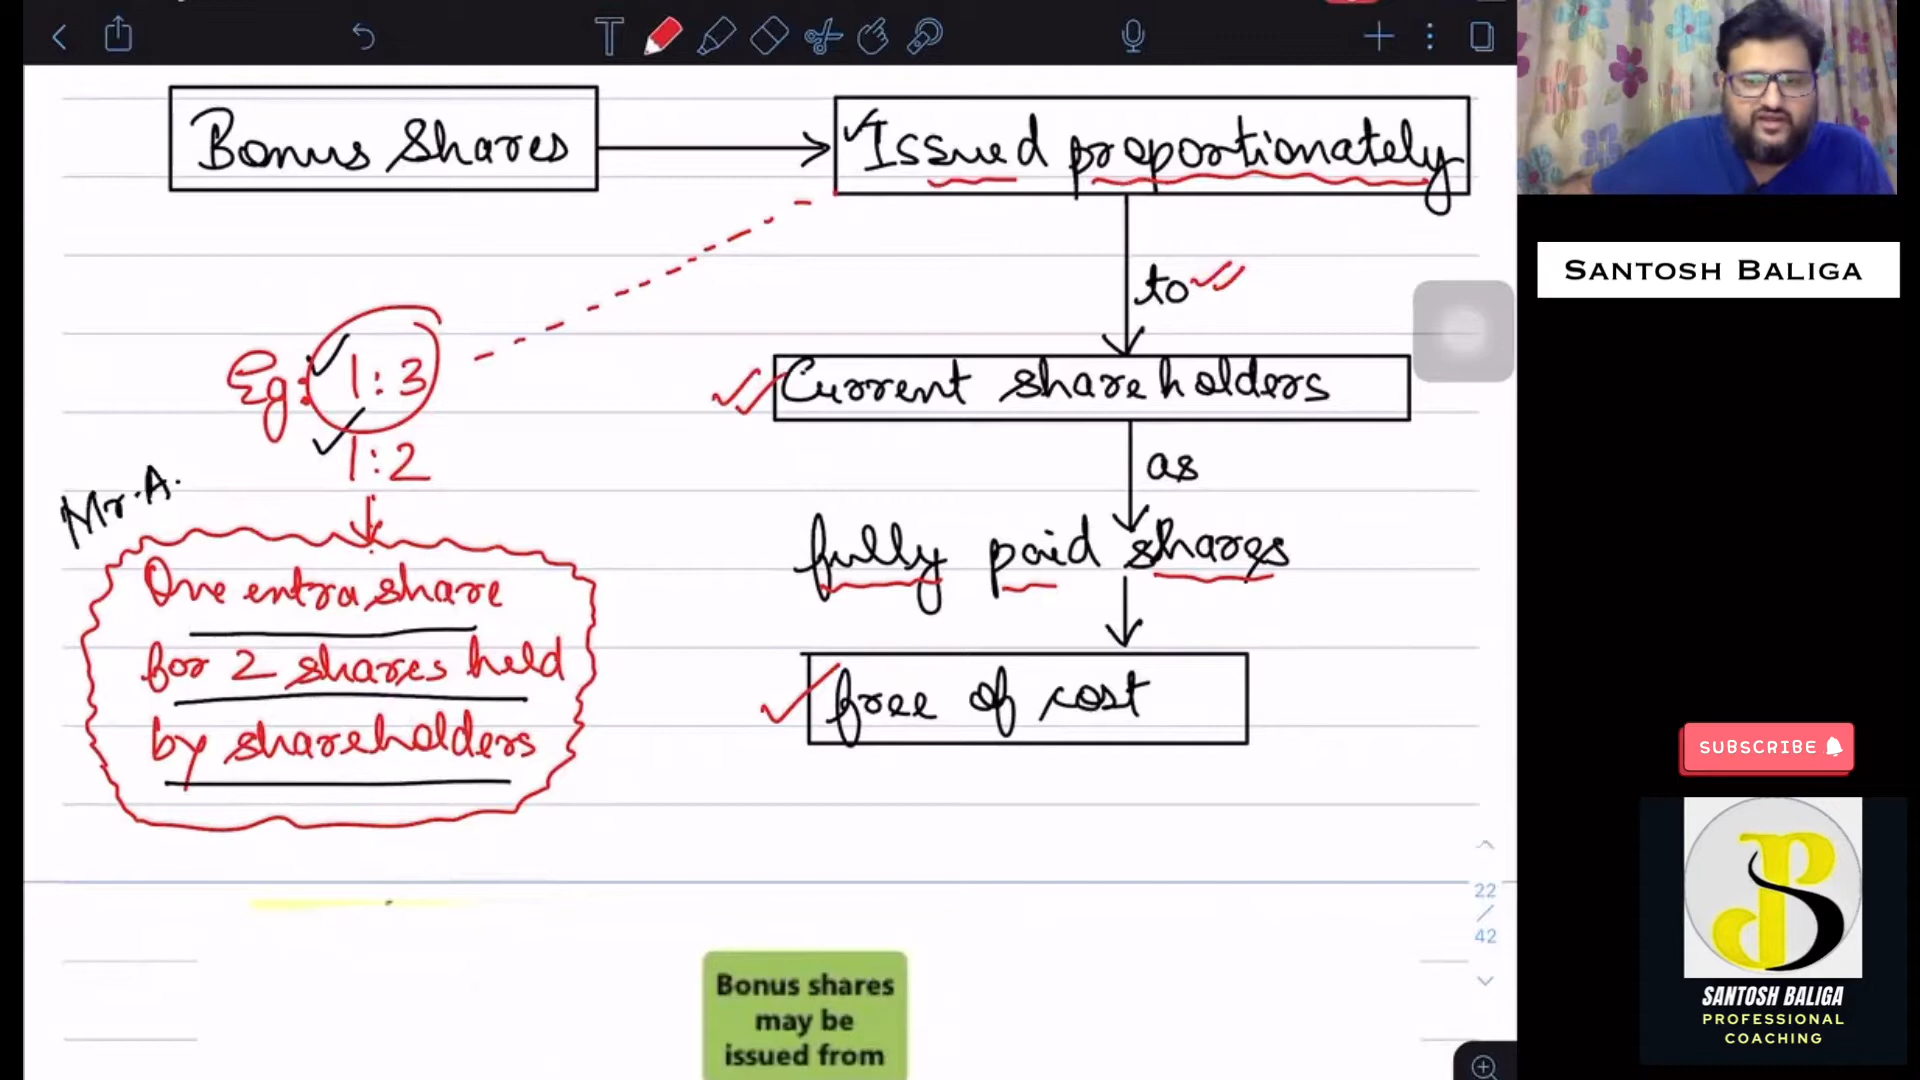 Bonus Shares
Issued proportionately
to
Eg: 1:3
Current shareholders
1:2
as
Mr. A.
One extra share
for 2 shares held
by shareholders
fully paid shares
free of cost
22
/
42
Bonus shares
may be
issued from
SANTOSH BALIGA
SUBSCRIBE
SANTOSH BALIGA
PROFESSIONAL
COACHING